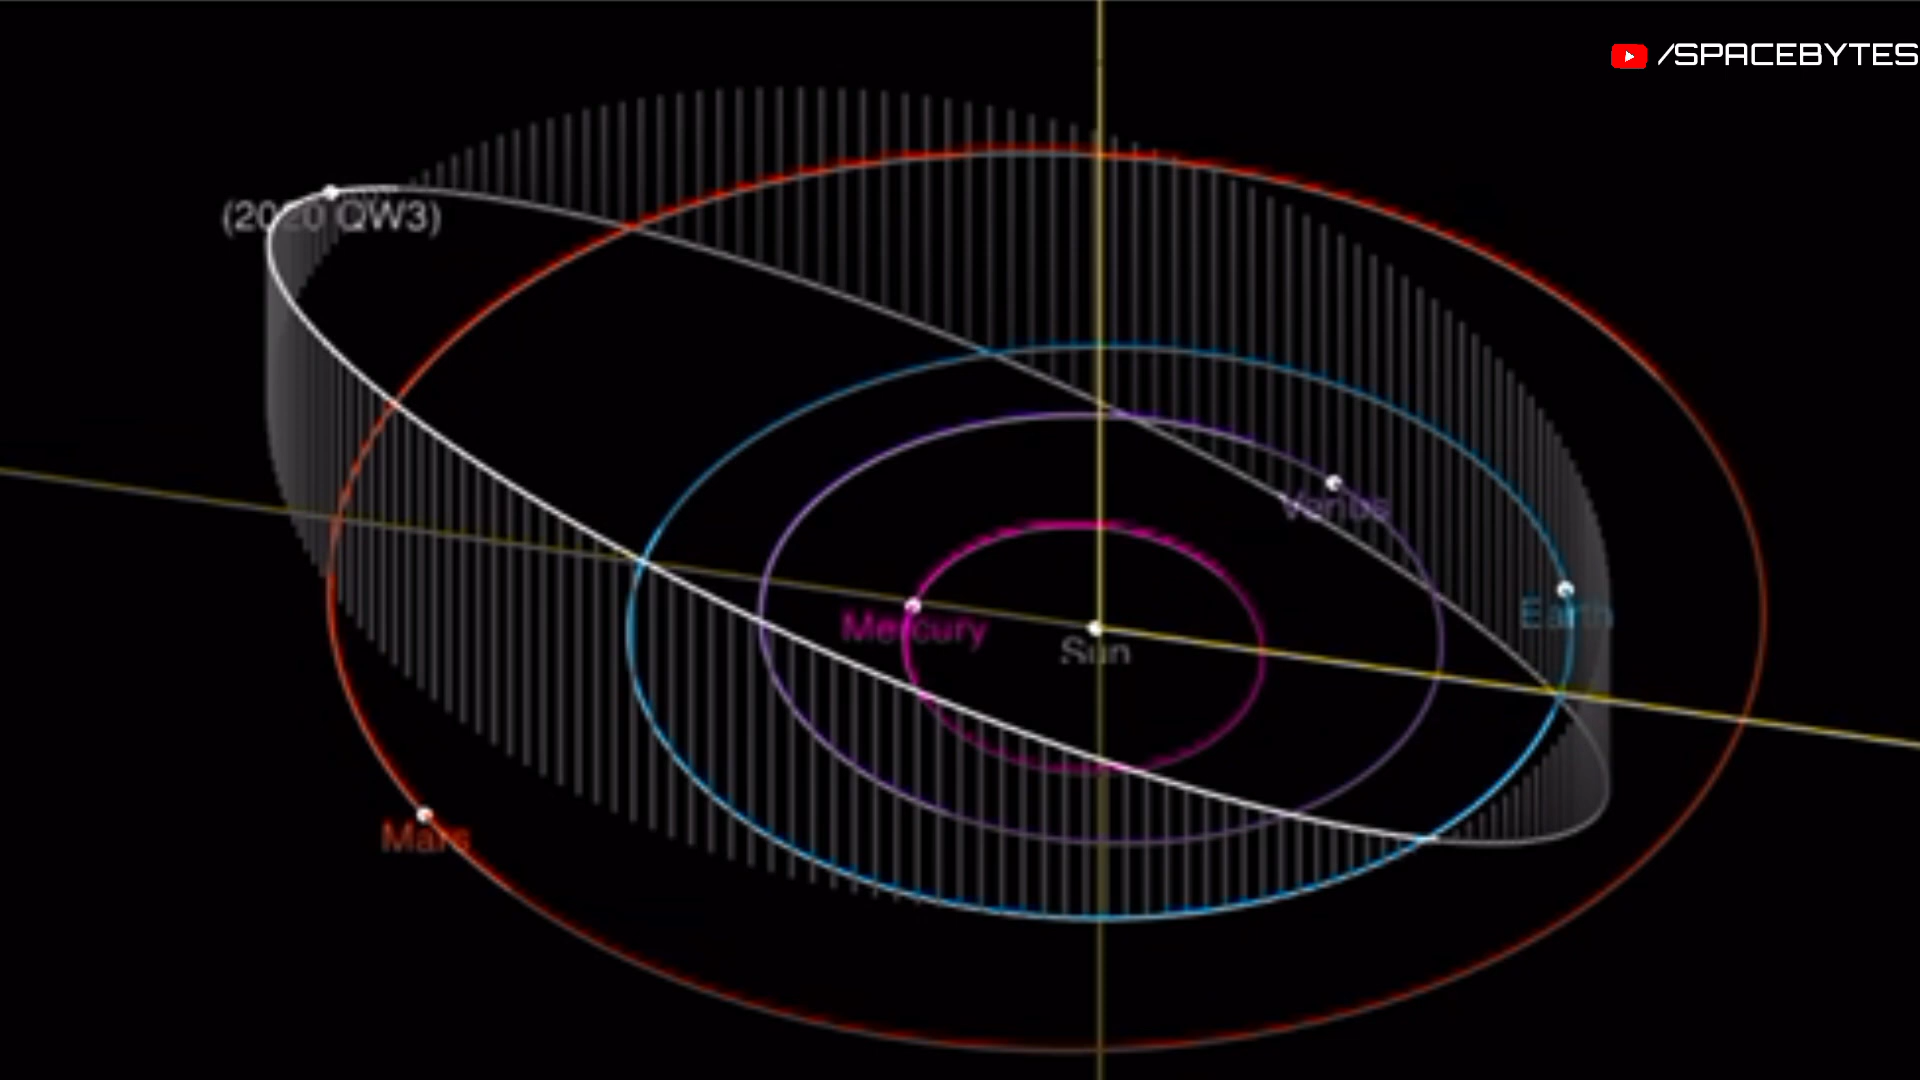 /SPACEBYTES
(2020 QW3)
Venus
Earth
Mercury
Sun
Mars